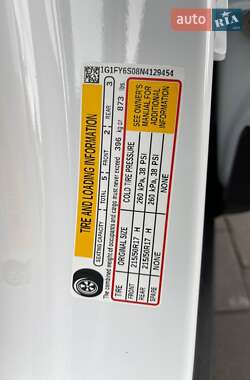 AUTO RIA
1G1FY6S08N4129454
TIRE AND LOADING INFORMATION
SEATING CAPACITY | TOTAL 5 | FRONT 2 | REAR 3
The combined weight of occupants and cargo must never exceed 396 kg or 873 lbs.
TIRE | ORIGINAL SIZE | COLD TIRE PRESSURE
FRONT | 215/50R17 H | 260 kPa, 38 PSI
REAR | 215/50R17 H | 260 kPa, 38 PSI
SPARE | NONE | NONE
SEE OWNER'S
MANUAL FOR
ADDITIONAL
INFORMATION